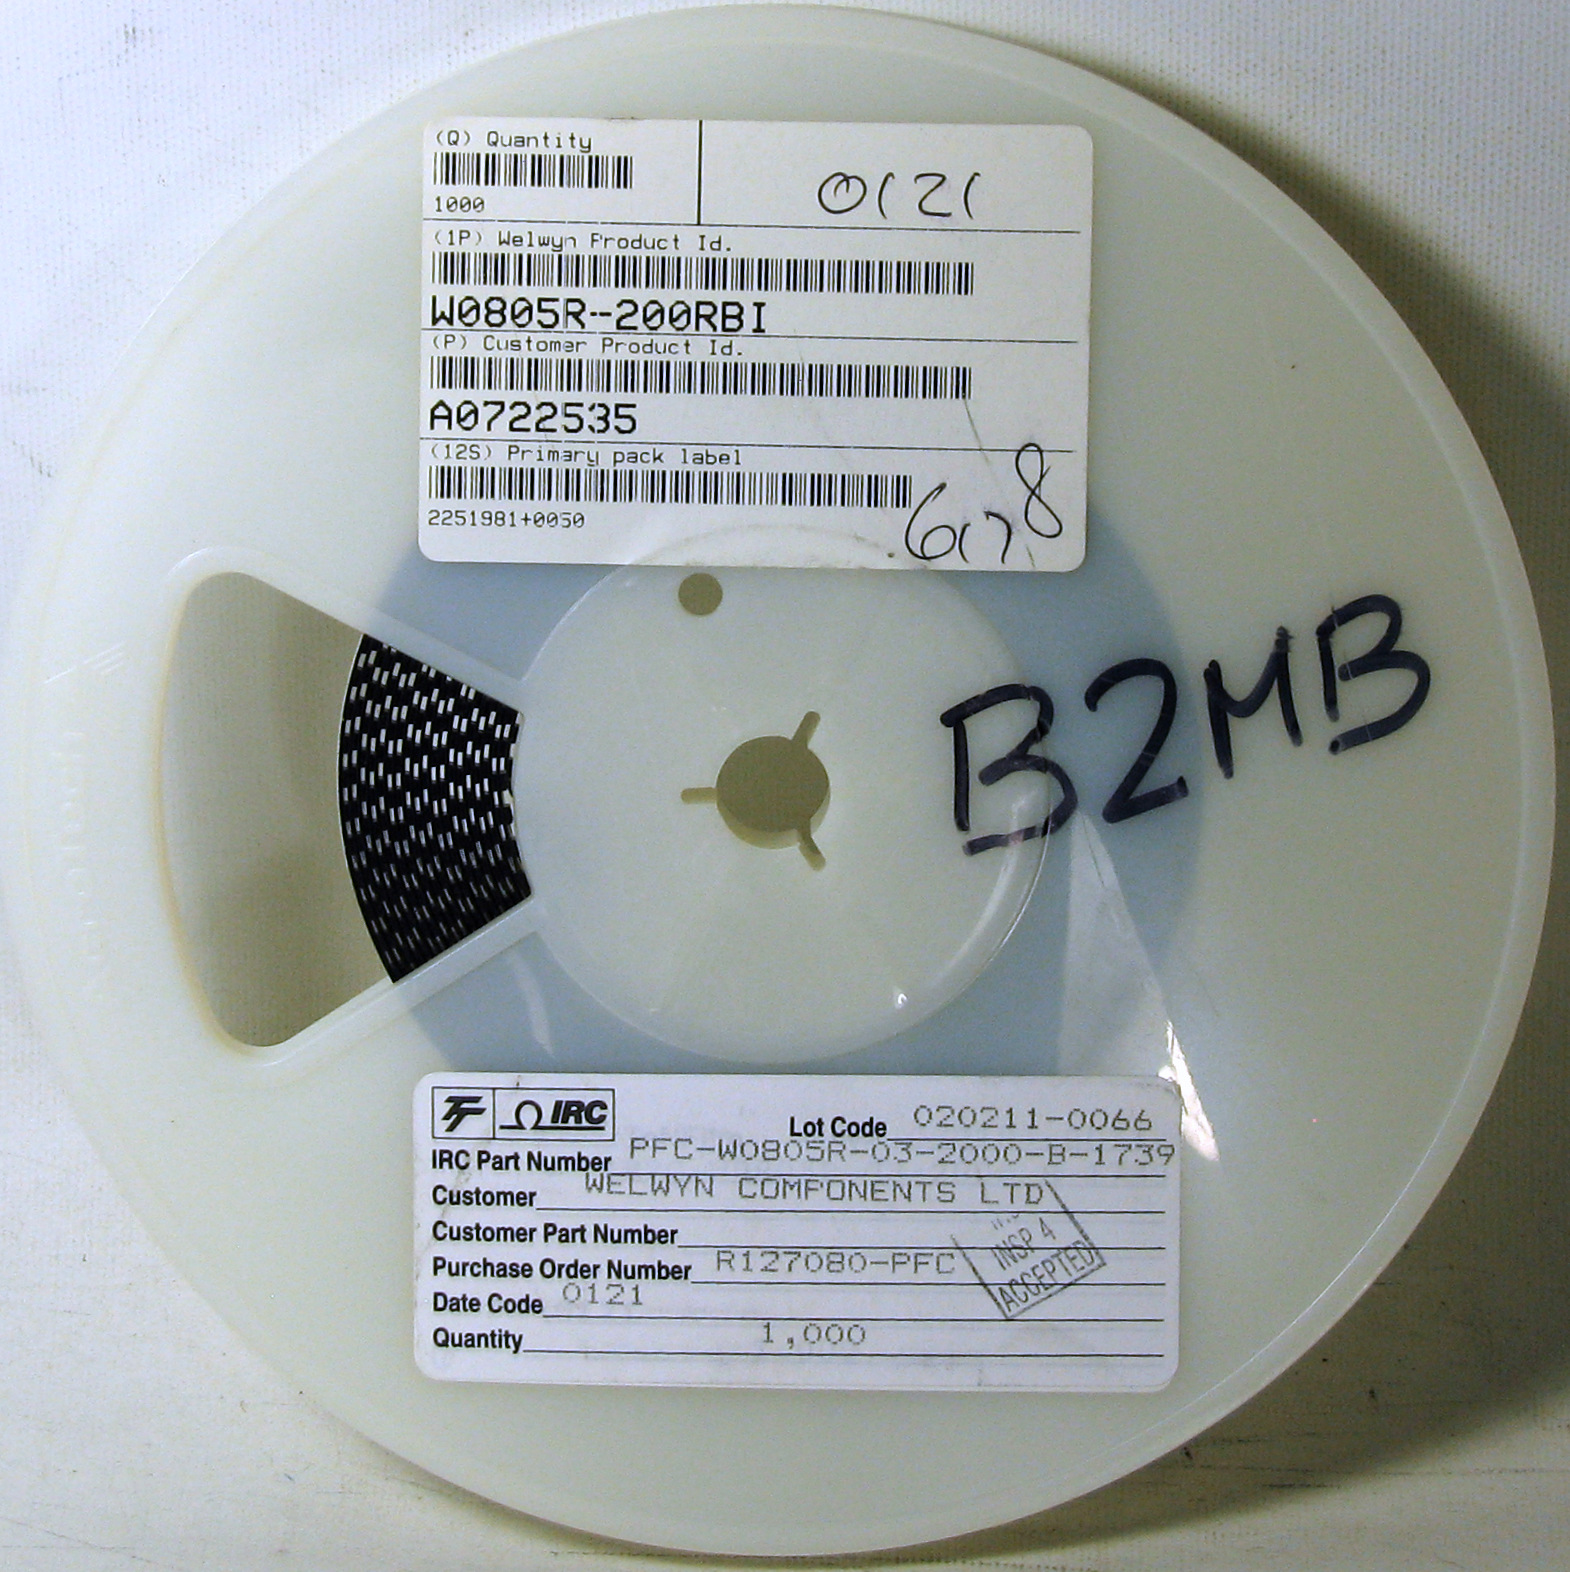 (Q) Quantity
1000
0121
(1P) Welwyn Product Id.
W0805R-200RBI
(P) Customer Product Id.
A0722535
(12S) Primary pack label
2251981+0050
B2MB
TT IRC
Lot Code 020211-0066
IRC Part Number PFC-W0805R-03-2000-B-1739
Customer WELWYN COMPONENTS LTD
Customer Part Number
INSP 4
ACCEPTED
Purchase Order Number R127080-PFC
Date Code 0121
Quantity 1,000